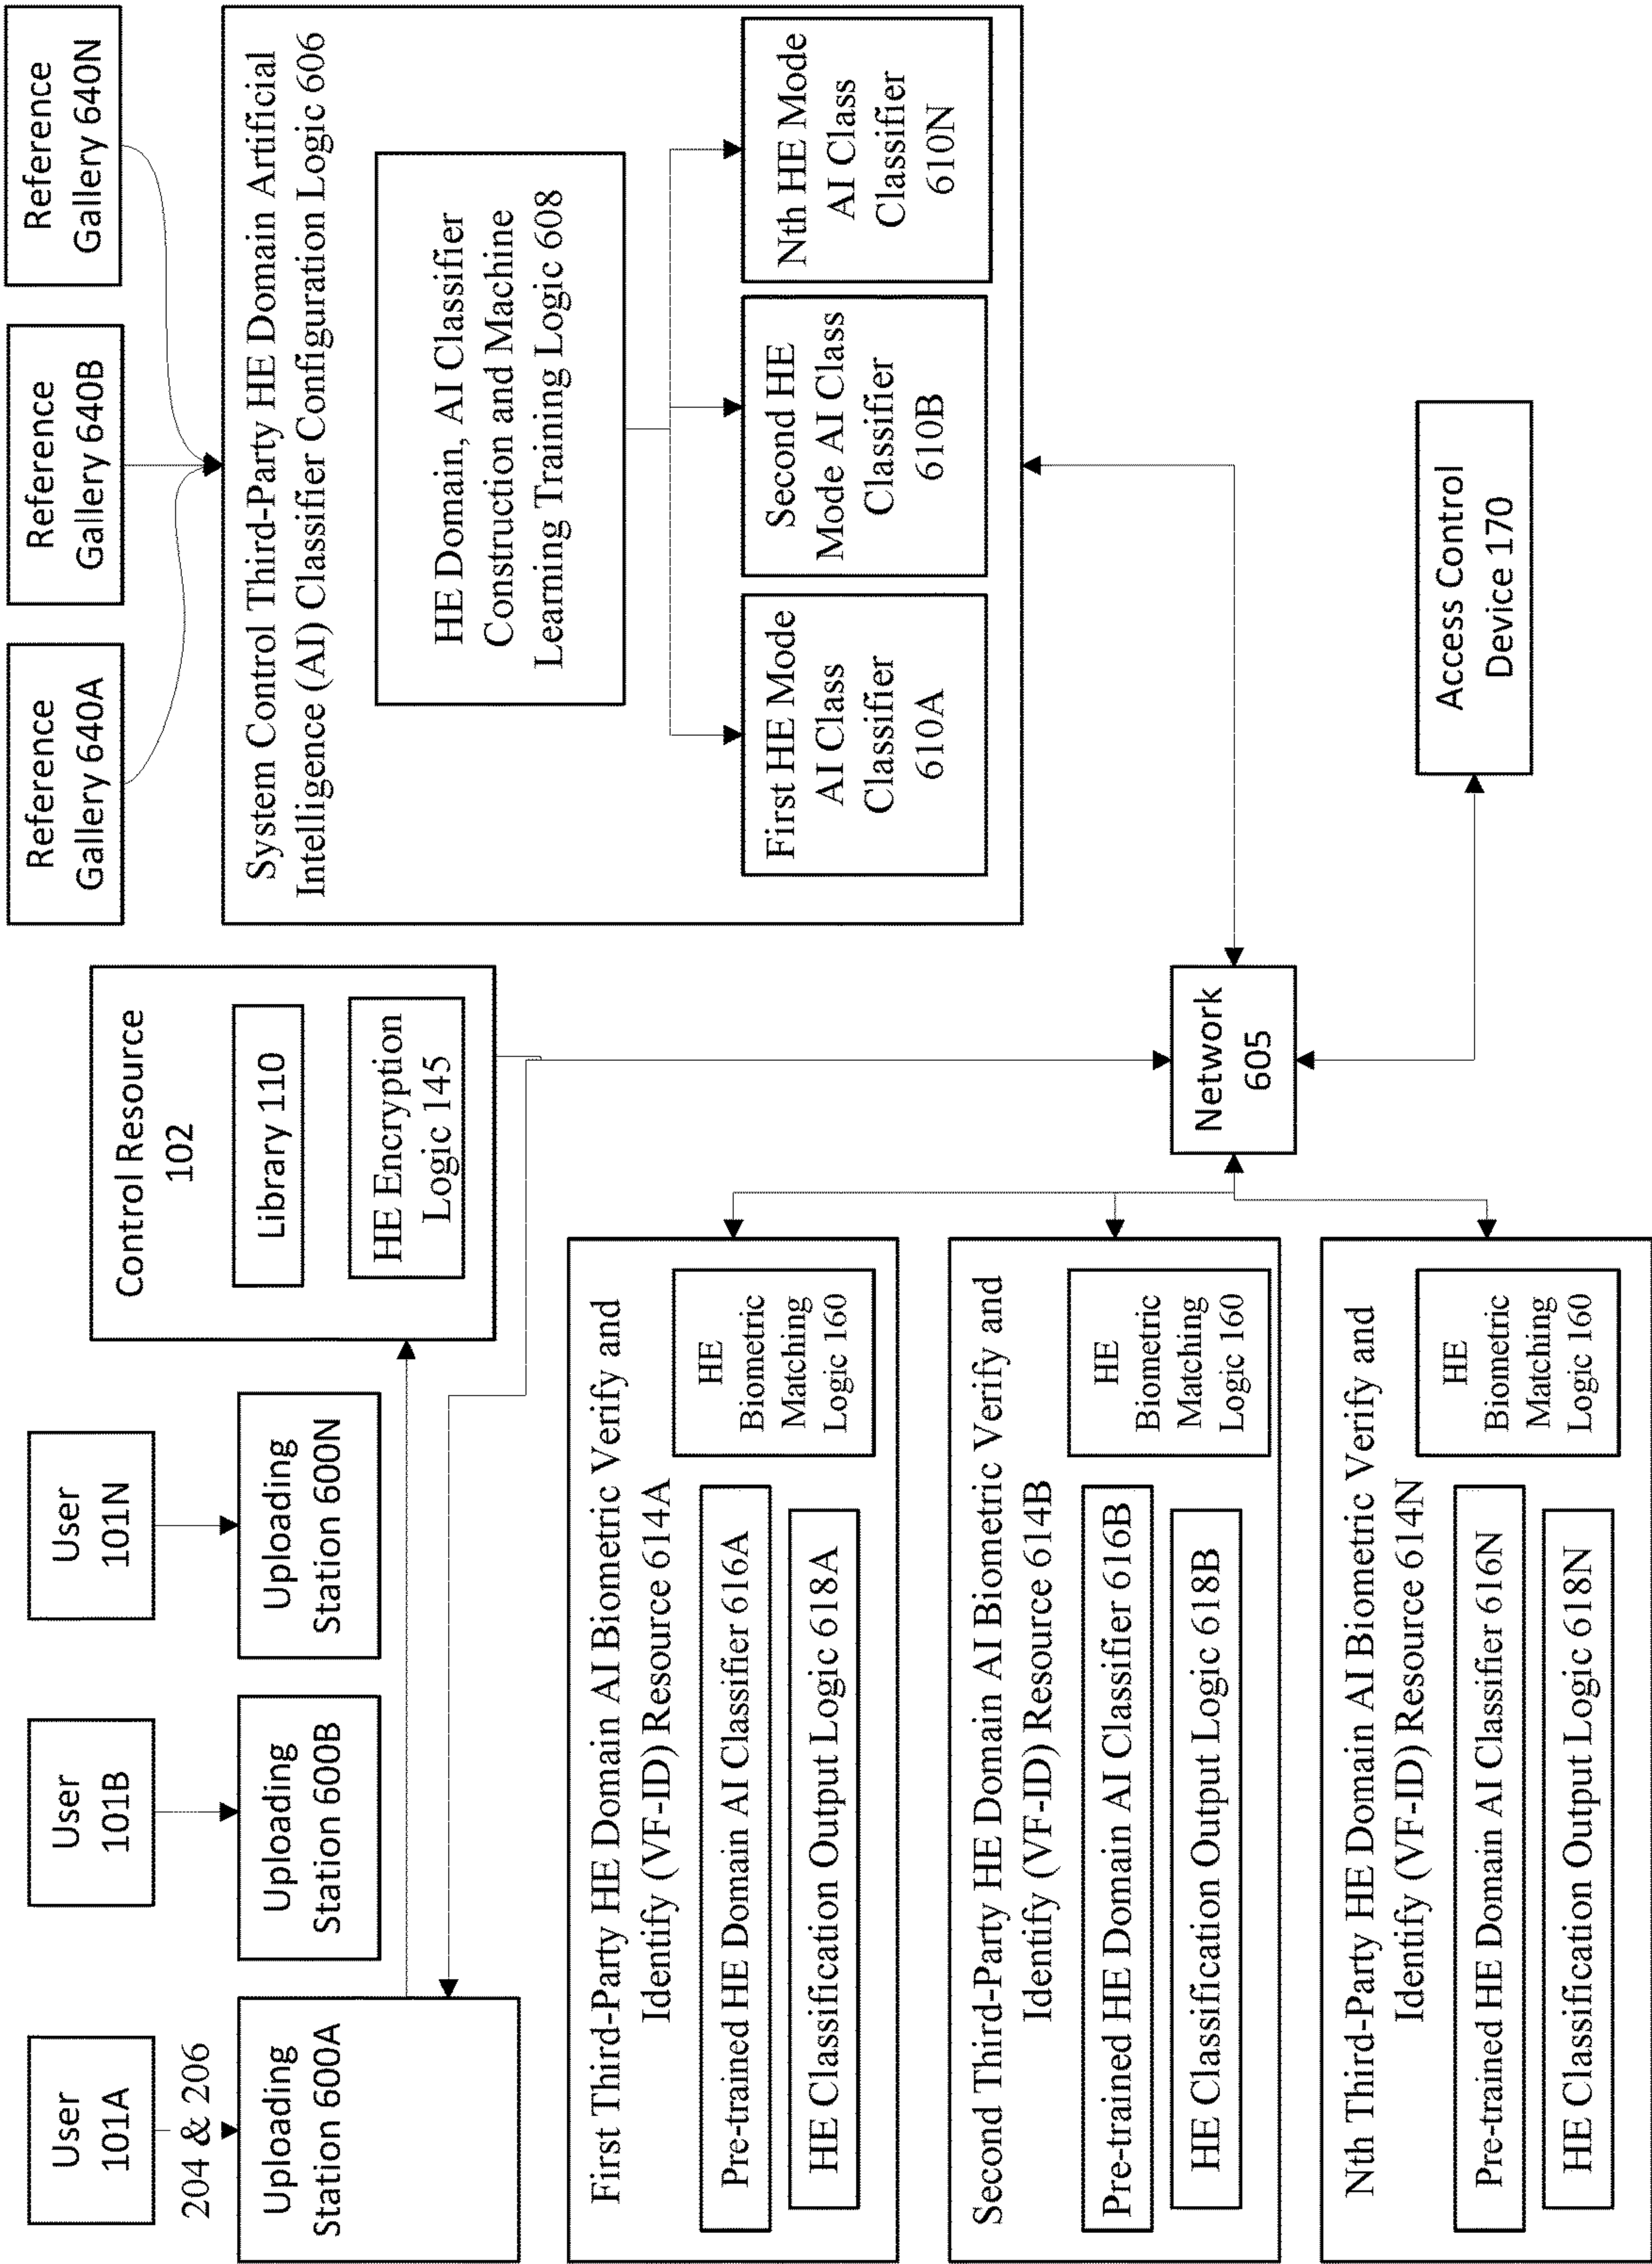 User
101A
204 & 206
Uploading
Station 600A
User
101B
Uploading
Station 600B
User
101N
Uploading
Station 600N
Control Resource
102
Library 110
HE Encryption
Logic 145
Reference
Gallery 640A
Reference
Gallery 640B
Reference
Gallery 640N
System Control Third-Party HE Domain Artificial
Intelligence (AI) Classifier Configuration Logic 606
HE Domain, AI Classifier
Construction and Machine
Learning Training Logic 608
First HE Mode
AI Class
Classifier
610A
Second HE
Mode AI Class
Classifier
610B
Nth HE Mode
AI Class
Classifier
610N
First Third-Party HE Domain AI Biometric Verify and
Identify (VF-ID) Resource 614A
Pre-trained HE Domain AI Classifier 616A
HE Classification Output Logic 618A
HE
Biometric
Matching
Logic 160
Second Third-Party HE Domain AI Biometric Verify and
Identify (VF-ID) Resource 614B
Pre-trained HE Domain AI Classifier 616B
HE Classification Output Logic 618B
HE
Biometric
Matching
Logic 160
Nth Third-Party HE Domain AI Biometric Verify and
Identify (VF-ID) Resource 614N
Pre-trained HE Domain AI Classifier 616N
HE Classification Output Logic 618N
HE
Biometric
Matching
Logic 160
Network
605
Access Control
Device 170